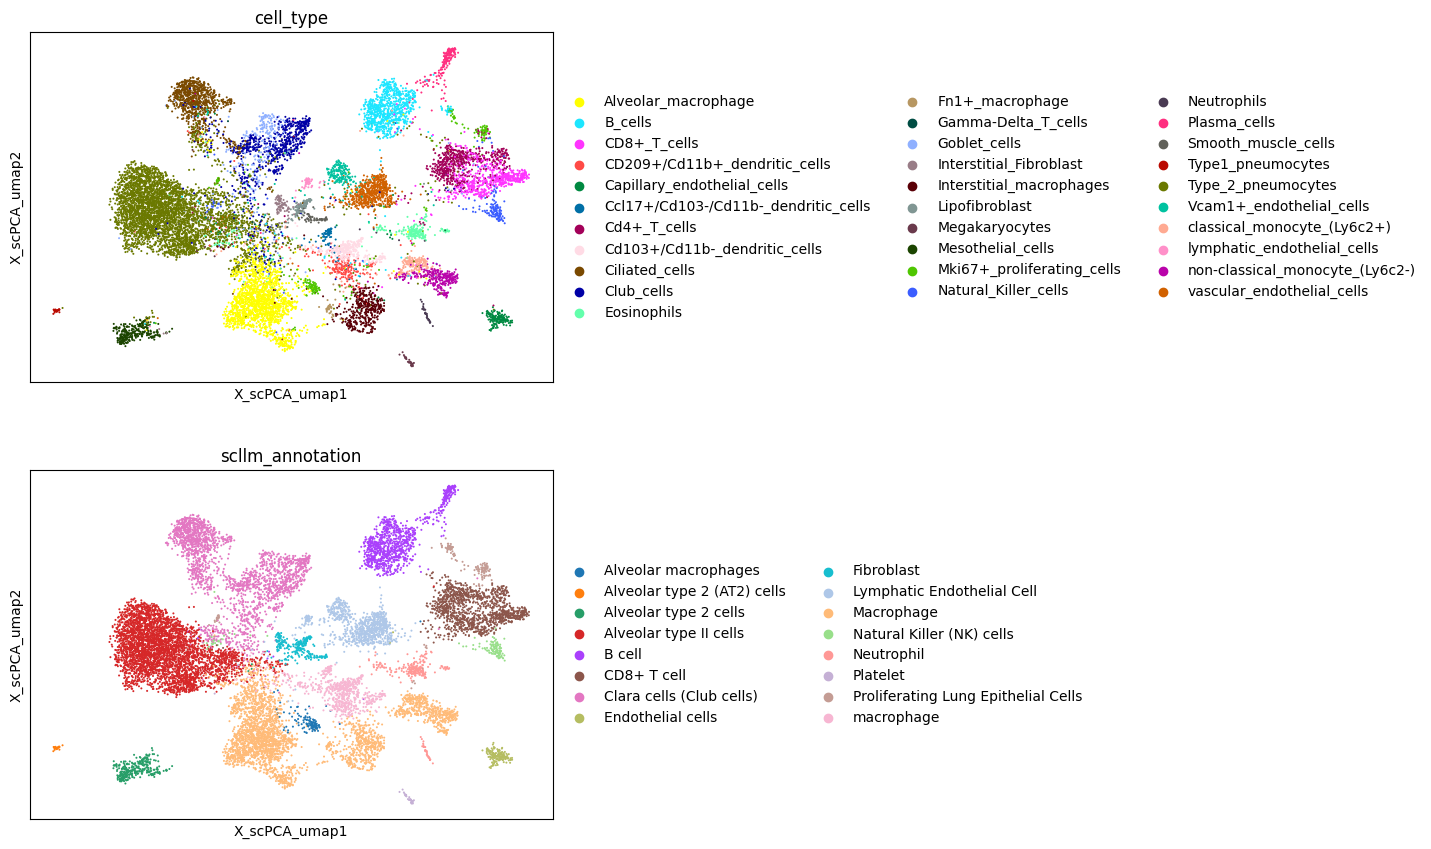 cell_type
X_scPCA_umap2
X_scPCA_umap1
Alveolar_macrophage
B_cells
CD8+_T_cells
CD209+/Cd11b+_dendritic_cells
Capillary_endothelial_cells
Ccl17+/Cd103-/Cd11b-_dendritic_cells
Cd4+_T_cells
Cd103+/Cd11b-_dendritic_cells
Ciliated_cells
Club_cells
Eosinophils
Fn1+_macrophage
Gamma-Delta_T_cells
Goblet_cells
Interstitial_Fibroblast
Interstitial_macrophages
Lipofibroblast
Megakaryocytes
Mesothelial_cells
Mki67+_proliferating_cells
Natural_Killer_cells
Neutrophils
Plasma_cells
Smooth_muscle_cells
Type1_pneumocytes
Type_2_pneumocytes
Vcam1+_endothelial_cells
classical_monocyte_(Ly6c2+)
lymphatic_endothelial_cells
non-classical_monocyte_(Ly6c2-)
vascular_endothelial_cells
scllm_annotation
X_scPCA_umap2
X_scPCA_umap1
Alveolar macrophages
Alveolar type 2 (AT2) cells
Alveolar type 2 cells
Alveolar type II cells
B cell
CD8+ T cell
Clara cells (Club cells)
Endothelial cells
Fibroblast
Lymphatic Endothelial Cell
Macrophage
Natural Killer (NK) cells
Neutrophil
Platelet
Proliferating Lung Epithelial Cells
macrophage